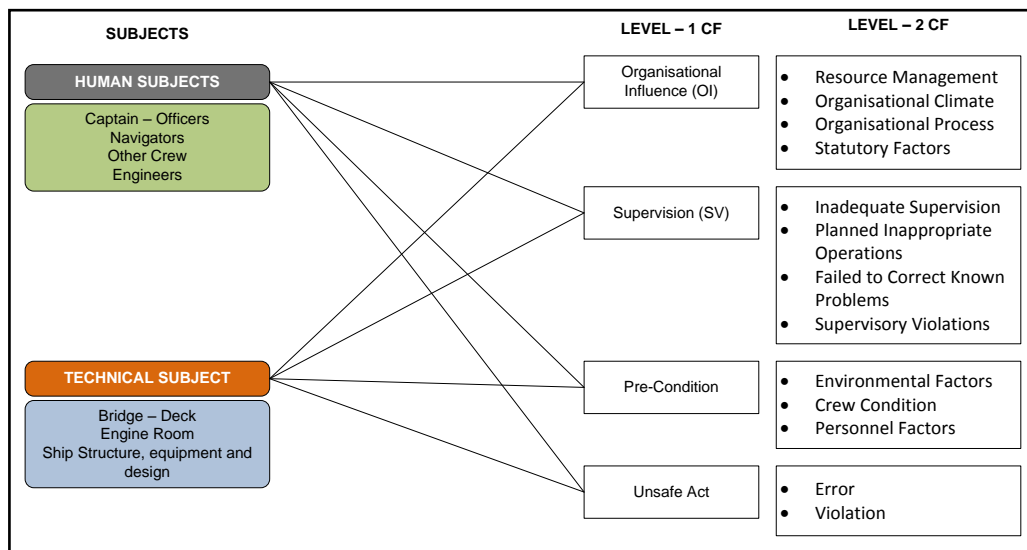 SUBJECTS
LEVEL – 1 CF
LEVEL – 2 CF
HUMAN SUBJECTS
Captain – Officers
Navigators
Other Crew
Engineers
Organisational
Influence (OI)
• Resource Management
• Organisational Climate
• Organisational Process
• Statutory Factors
Supervision (SV)
• Inadequate Supervision
• Planned Inappropriate
Operations
• Failed to Correct Known
Problems
• Supervisory Violations
TECHNICAL SUBJECT
Bridge – Deck
Engine Room
Ship Structure, equipment and
design
Pre-Condition
• Environmental Factors
• Crew Condition
• Personnel Factors
Unsafe Act
• Error
• Violation